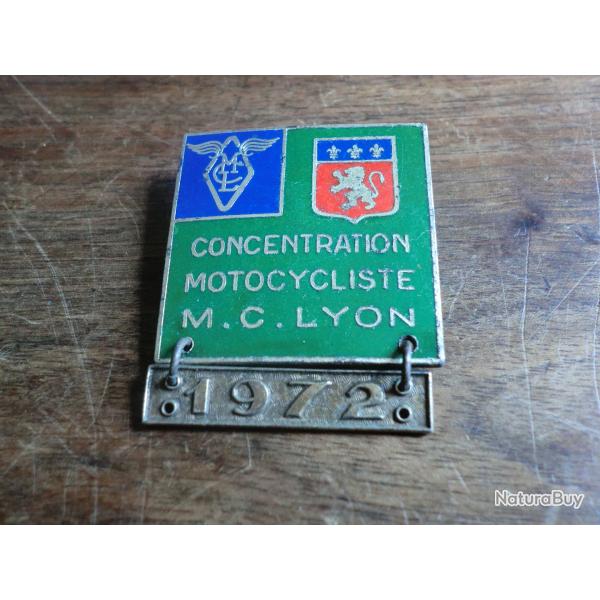 MCL
CONCENTRATION
MOTOCYCLISTE
M.C. LYON
1972
NaturaBuy